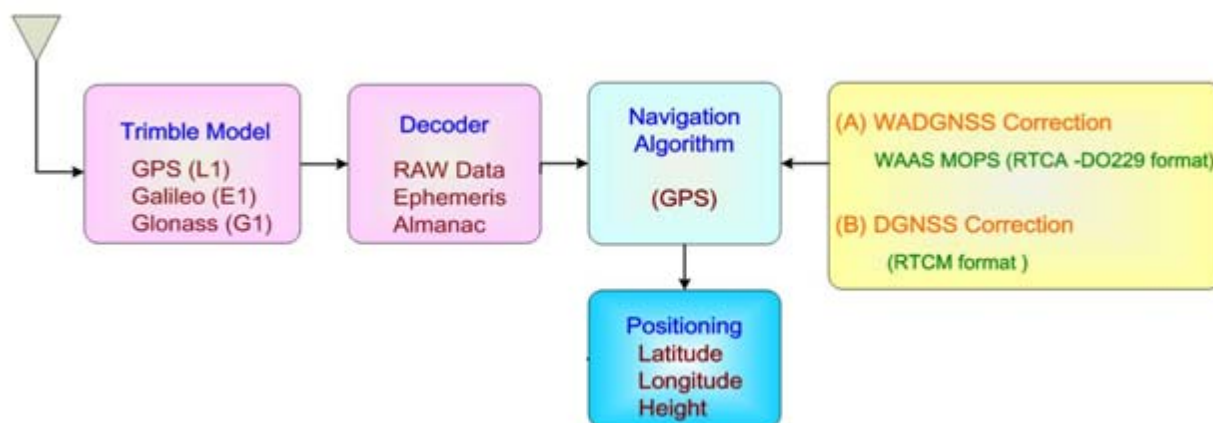 Trimble Model
GPS (L1)
Galileo (E1)
Glonass (G1)
Decoder
RAW Data
Ephemeris
Almanac
Navigation
Algorithm
(GPS)
(A) WADGNSS Correction
WAAS MOPS (RTCA -DO229 format)
(B) DGNSS Correction
(RTCM format )
Positioning
Latitude
Longitude
Height